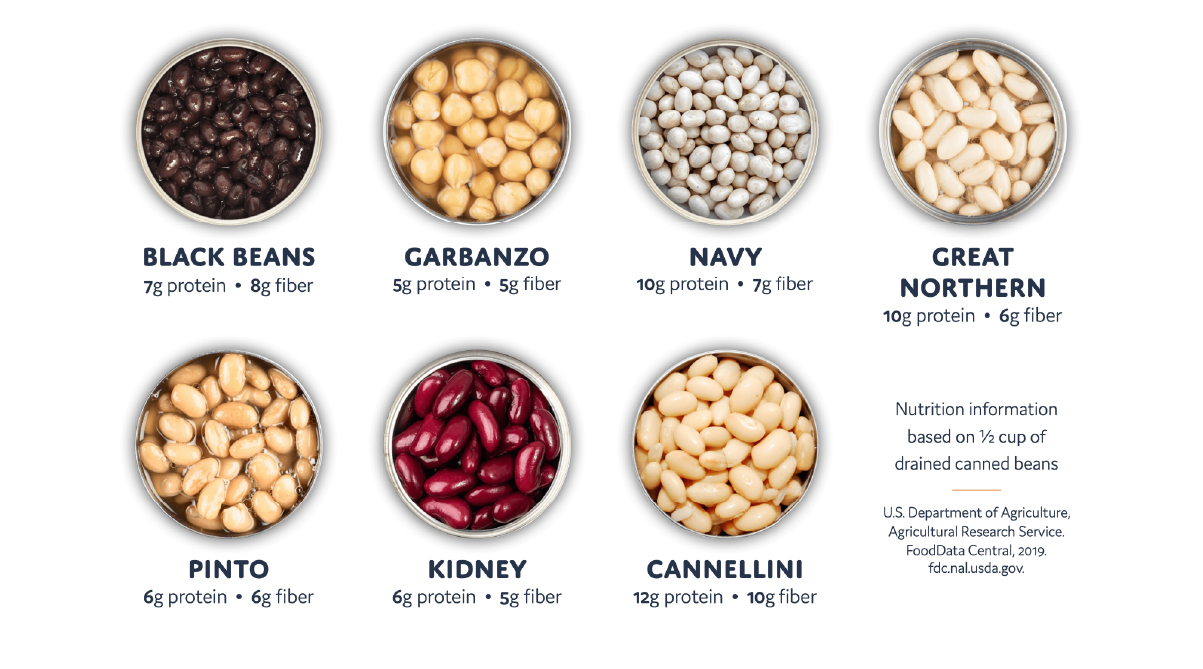 BLACK BEANS
7g protein • 8g fiber
GARBANZO
5g protein • 5g fiber
NAVY
10g protein • 7g fiber
GREAT
NORTHERN
10g protein • 6g fiber
PINTO
6g protein • 6g fiber
KIDNEY
6g protein • 5g fiber
CANNELLINI
12g protein • 10g fiber
Nutrition information
based on ½ cup of
drained canned beans
U.S. Department of Agriculture,
Agricultural Research Service.
FoodData Central, 2019.
fdc.nal.usda.gov.